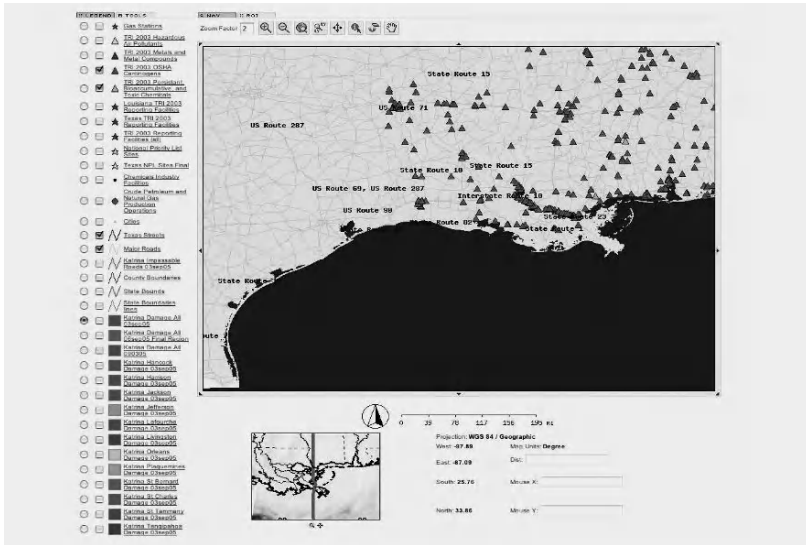 LEGEND TOOLS
NAV
Gas Stations
TRI 2003 Hazardous
Air Pollutants
TRI 2003 Metals and
Metal Compounds
TRI 2003 OSHA
Carcinogens
TRI 2003 Persistant,
Bioaccumulative, and
Toxic Chemicals
Louisiana TRI 2003
Reporting Facilities
Texas TRI 2003
Reporting Facilities
TRI 2003 Reporting
Facilities (all)
National Priority List
Sites
Texas NPL Sites Final
Chemicals Industry
Facilities
Crude Petroleum and
Natural Gas
Production
Operations
Cities
Texas Streets
Major Roads
Katrina Impassable
Roads 03sep05
County Boundaries
State Bounds
State Boundaries
lines
Katrina Damage All
03sep05
Katrina Damage All
Final Region
Katrina Damage All
Katrina Hancock
Damage 03sep05
Katrina Harrison
Damage 03sep05
Katrina Jackson
Damage 03sep05
Katrina Jefferson
Damage 03sep05
Katrina Lafourche
Damage 03sep05
Katrina Livingston
Damage 03sep05
Katrina Orleans
Damage 03sep05
Katrina Plaquemines
Damage 03sep05
Katrina St Bernard
Damage 03sep05
Katrina St Charles
Damage 03sep05
Katrina St Tammany
Damage 03sep05
Katrina Tangipahoa
Damage 03sep05
Zoom Factor 2
State Route 15
US Route 71
US Route 287
State Route 15
State Route 10
US Route 69, US Route 287
Interstate Route 10
US Route 90
State Route 23
State Route 82
State Route 1
State Route
ute
0 39 78 117 156 195 mi
Projection: WGS 84 / Geographic
Map Units: Degree
Dist:
East: -87.09
South: 25.76
Mouse X:
North: 33.86
Mouse Y: